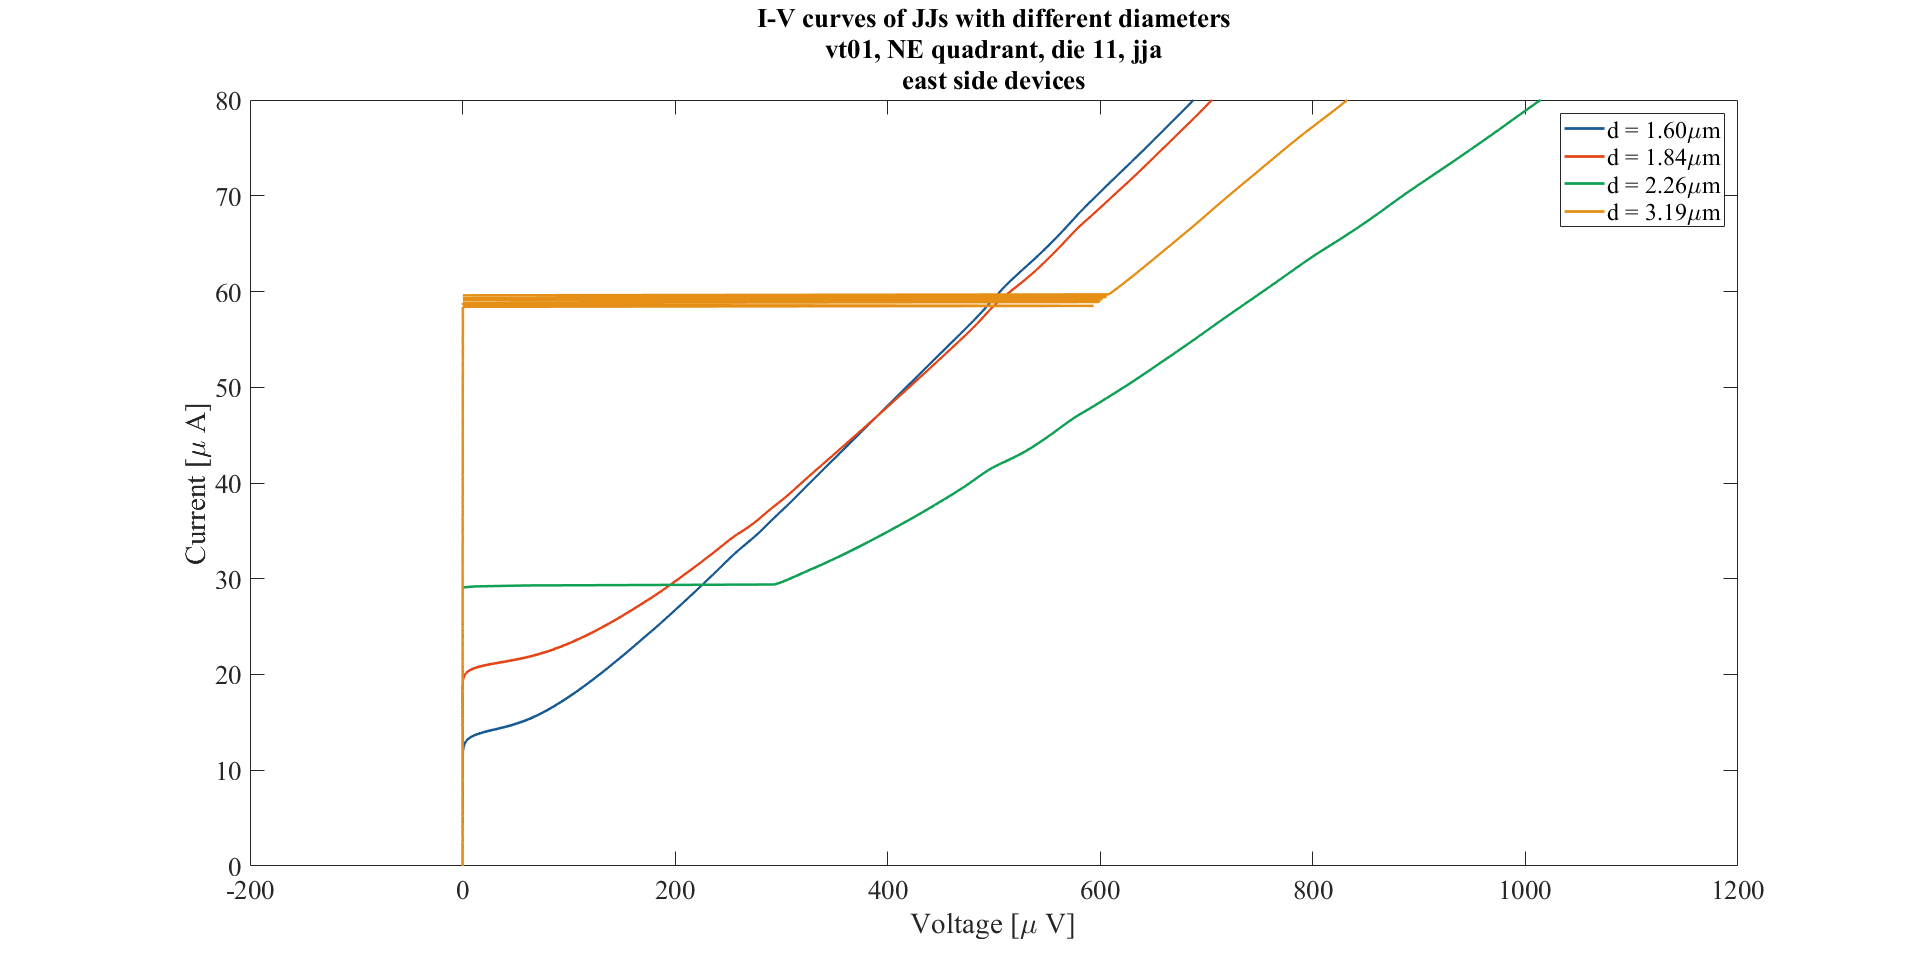 I-V curves of JJs with different diameters
vt01, NE quadrant, die 11, jja
east side devices
80
70
60
50
40
30
20
10
0
Current [μ A]
d = 1.60μm
d = 1.84μm
d = 2.26μm
d = 3.19μm
-200
0
200
400
600
800
1000
1200
Voltage [μ V]